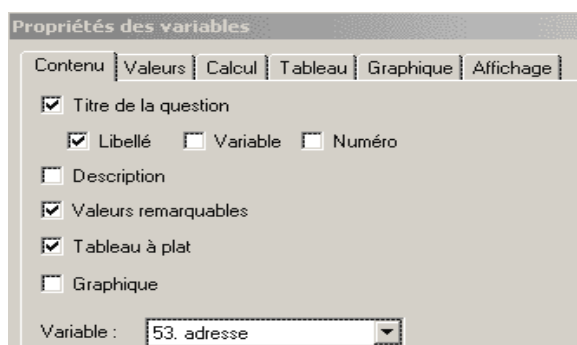 Propriétés des variables
Contenu Valeurs Calcul Tableau Graphique Affichage
Titre de la question
Libellé Variable Numéro
Description
Valeurs remarquables
Tableau à plat
Graphique
Variable : 53. adresse